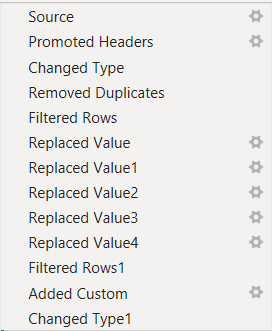 Source
Promoted Headers
Changed Type
Removed Duplicates
Filtered Rows
Replaced Value
Replaced Value1
Replaced Value2
Replaced Value3
Replaced Value4
Filtered Rows1
Added Custom
Changed Type1